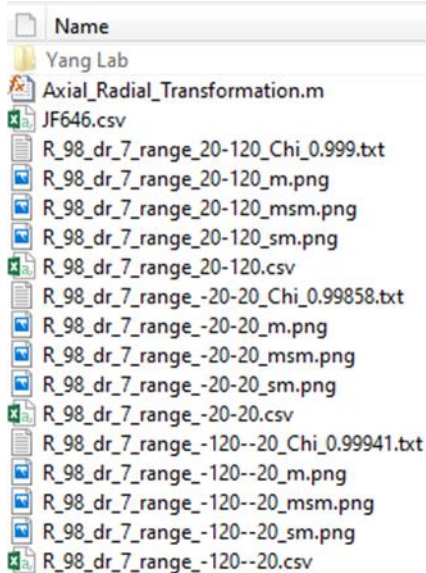 Name
Yang Lab
Axial_Radial_Transformation.m
JF646.csv
R_98_dr_7_range_20-120_Chi_0.999.txt
R_98_dr_7_range_20-120_m.png
R_98_dr_7_range_20-120_msm.png
R_98_dr_7_range_20-120_sm.png
R_98_dr_7_range_20-120.csv
R_98_dr_7_range_-20-20_Chi_0.99858.txt
R_98_dr_7_range_-20-20_m.png
R_98_dr_7_range_-20-20_msm.png
R_98_dr_7_range_-20-20_sm.png
R_98_dr_7_range_-20-20.csv
R_98_dr_7_range_-120--20_Chi_0.99941.txt
R_98_dr_7_range_-120--20_m.png
R_98_dr_7_range_-120--20_msm.png
R_98_dr_7_range_-120--20_sm.png
R_98_dr_7_range_-120--20.csv